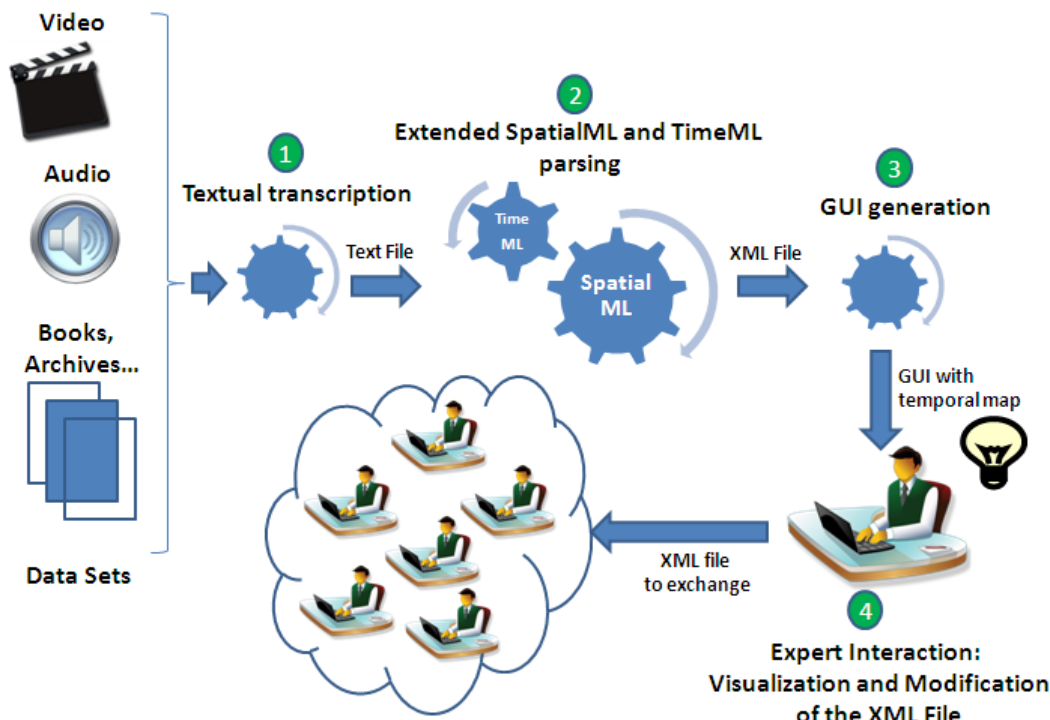 Video
Audio
Books,
Archives...
Data Sets
1
Textual transcription
Text File
2
Extended SpatialML and TimeML
parsing
Time
ML
Spatial
ML
XML File
3
GUI generation
GUI with
temporal map
XML file
to exchange
4
Expert Interaction:
Visualization and Modification
of the XML File